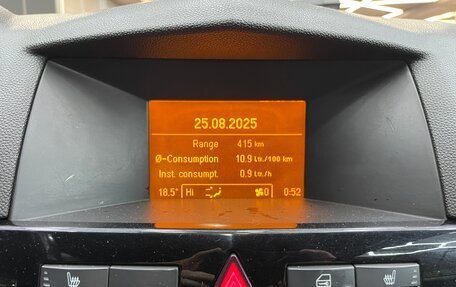 25.08.2025
Range 415 km
Ø-Consumption 10.9 Ltr./100 km
Inst. consumpt. 0.9 Ltr./h
18.5° Hi 0 0:52